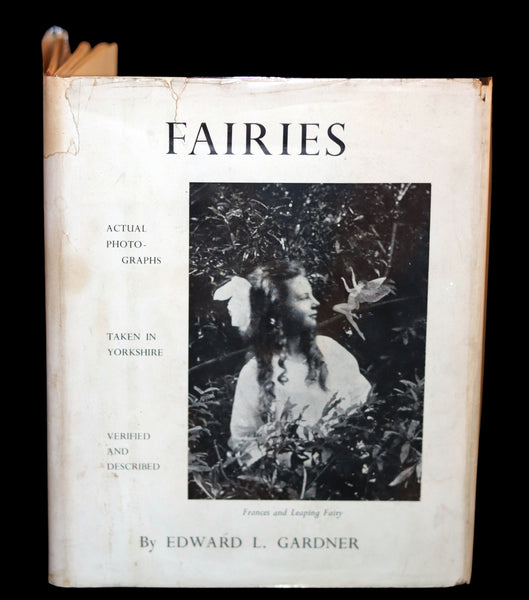 FAIRIES
ACTUAL
PHOTO-
GRAPHS
TAKEN IN
YORKSHIRE
VERIFIED
AND
DESCRIBED
Frances and Leaping Fairy
By EDWARD L. GARDNER